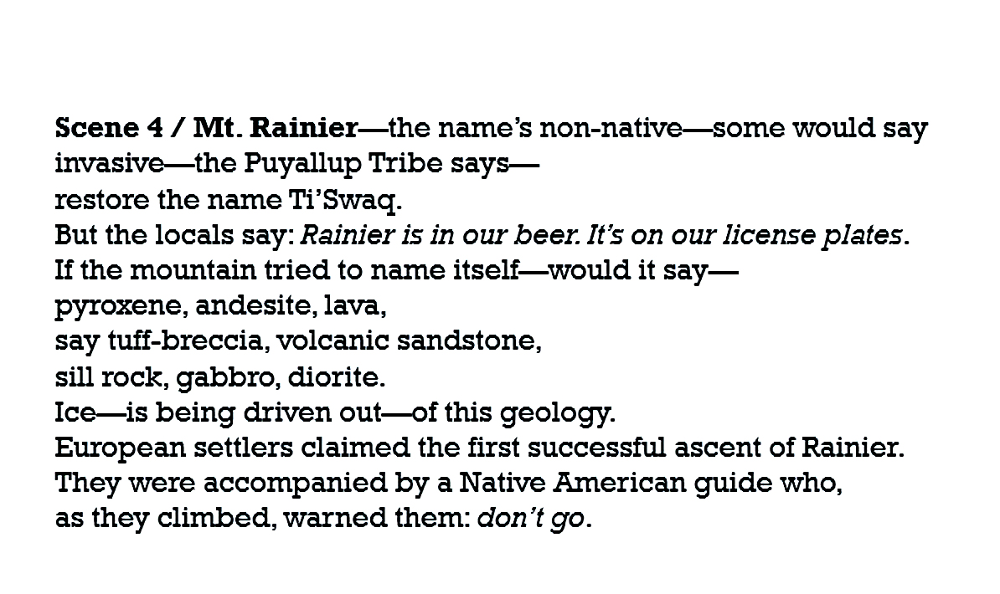 Scene 4 / Mt. Rainier—the name’s non-native—some would say
invasive—the Puyallup Tribe says—
restore the name Ti’Swaq.
But the locals say: Rainier is in our beer. It’s on our license plates.
If the mountain tried to name itself—would it say—
pyroxene, andesite, lava,
say tuff-breccia, volcanic sandstone,
sill rock, gabbro, diorite.
Ice—is being driven out—of this geology.
European settlers claimed the first successful ascent of Rainier.
They were accompanied by a Native American guide who,
as they climbed, warned them: don’t go.